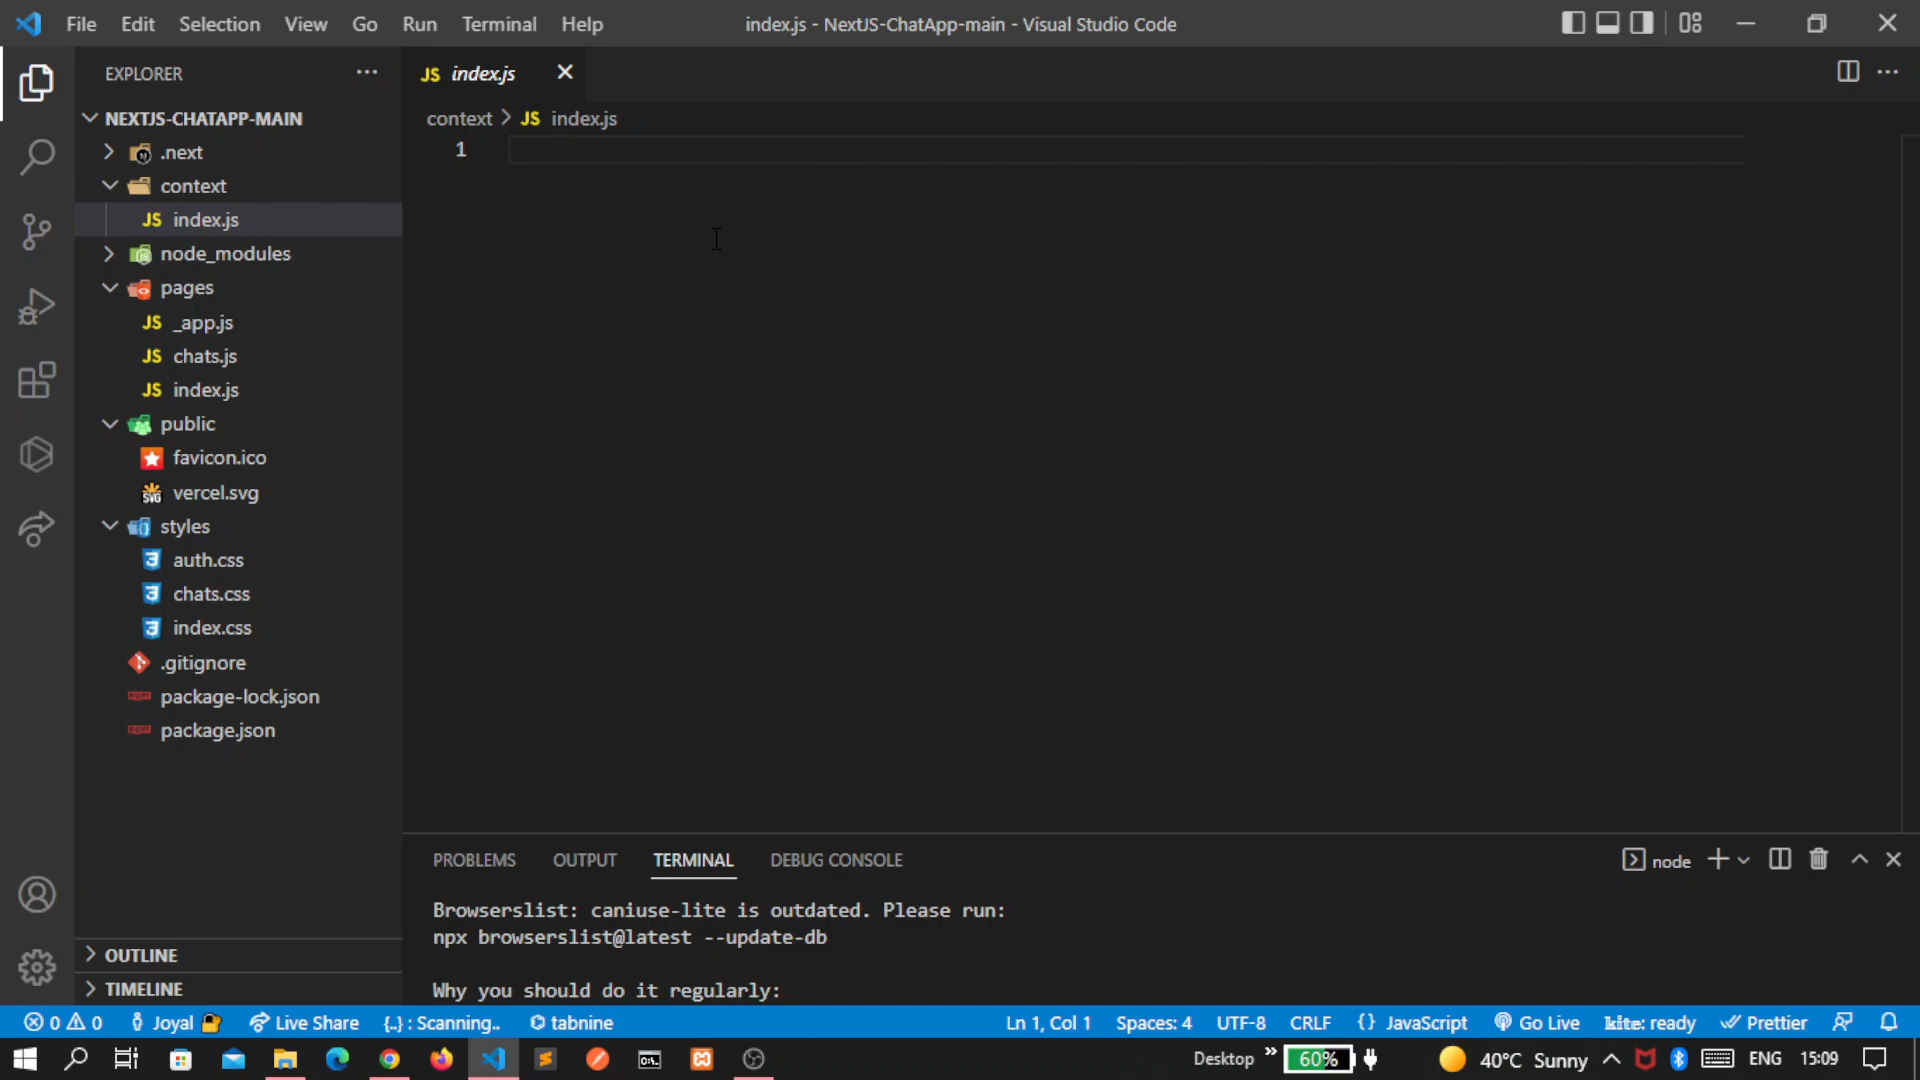 File Edit Selection View Go Run Terminal Help
index.js - NextJS-ChatApp-main - Visual Studio Code
EXPLORER
NEXTJS-CHATAPP-MAIN
.next
context
JS index.js
node_modules
pages
JS _app.js
JS chats.js
JS index.js
public
favicon.ico
SVG vercel.svg
styles
auth.css
chats.css
index.css
.gitignore
package-lock.json
package.json
OUTLINE
TIMELINE
JS index.js
context > JS index.js
1
PROBLEMS OUTPUT TERMINAL DEBUG CONSOLE
node
Browserslist: caniuse-lite is outdated. Please run:
npx browserslist@latest --update-db
Why you should do it regularly:
0 0 Joyal Live Share {..} : Scanning.. tabnine
Ln 1, Col 1 Spaces: 4 UTF-8 CRLF {} JavaScript Go Live kite: ready Prettier
Desktop 60% 40°C Sunny ENG 15:09